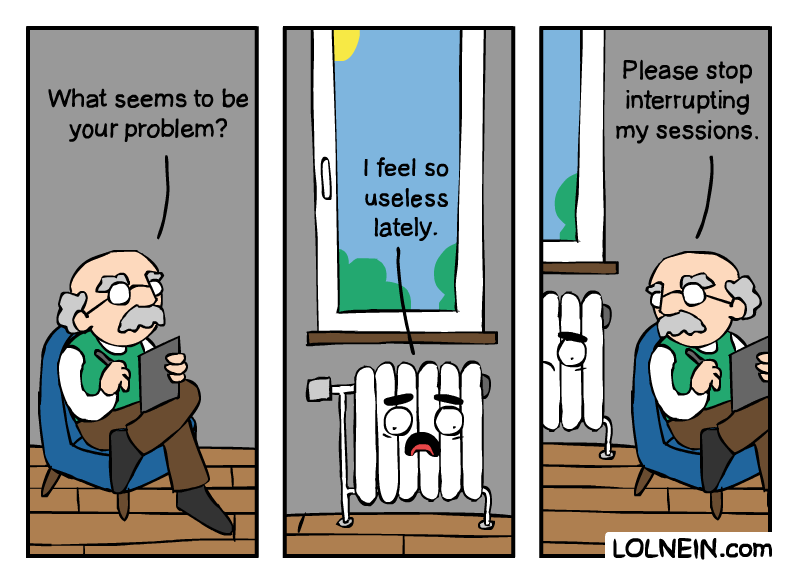 What seems to be
your problem?
I feel so
useless
lately.
Please stop
interrupting
my sessions.
LOLNEIN.com